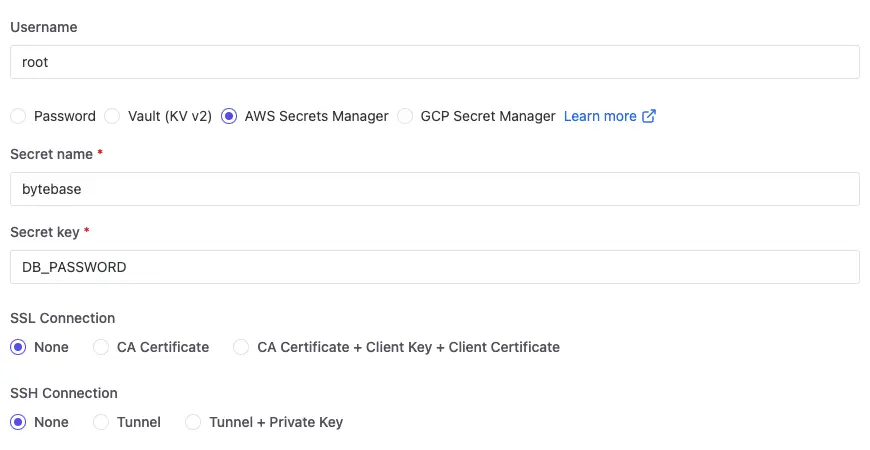 Username
root
Password Vault (KV v2) AWS Secrets Manager GCP Secret Manager Learn more
Secret name *
bytebase
Secret key *
DB_PASSWORD
SSL Connection
None CA Certificate CA Certificate + Client Key + Client Certificate
SSH Connection
None Tunnel Tunnel + Private Key